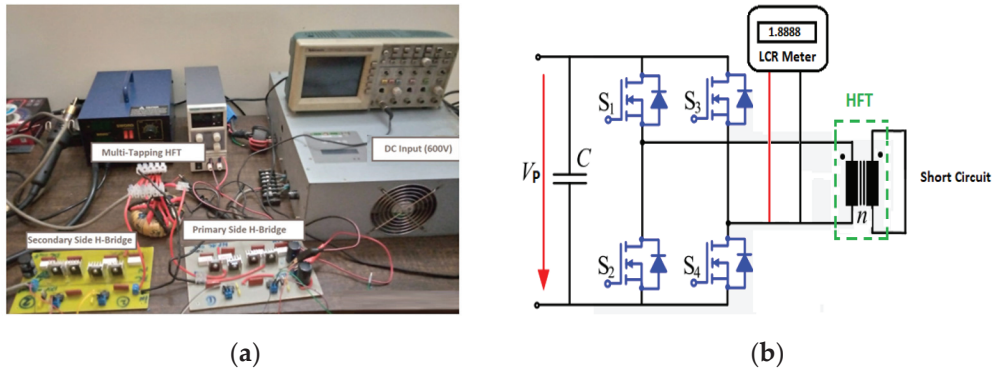 Multi-Tapping HFT
DC Input (600V)
Secondary Side H-Bridge
Primary Side H-Bridge
(a)
1.8888
LCR Meter
S1
S3
HFT
VP
C
n
Short Circuit
S2
S4
(b)